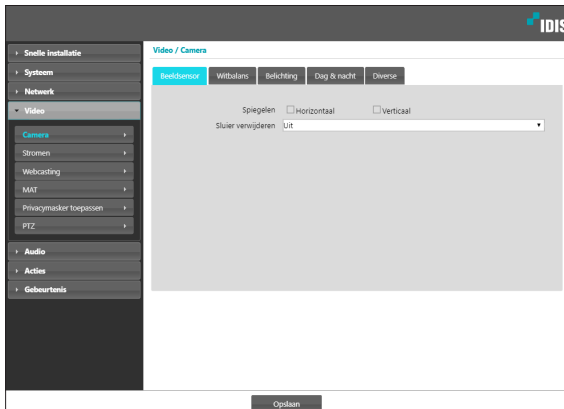 IDIS
Snelle installatie
Systeem
Netwerk
Video
Camera
Stromen
Webcasting
MAT
Privacymasker toepassen
PTZ
Audio
Acties
Gebeurtenis
Video / Camera
Beeldsensor Witbalans Belichting Dag & nacht Diverse
Spiegelen Horizontaal Verticaal
Sluier verwijderen Uit
Opslaan